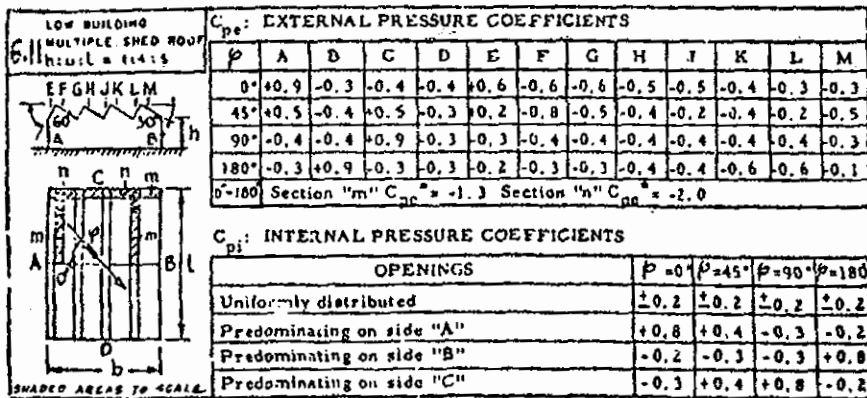 LOW BUILDING
MULTIPLE SHED ROOF
C_pe: EXTERNAL PRESSURE COEFFICIENTS
φ A B C D E F G H J K L M
0° +0.9 -0.3 -0.4 -0.4 +0.6 -0.6 -0.6 -0.5 -0.5 -0.4 -0.3 -0.3
45° +0.5 -0.4 +0.5 -0.3 +0.2 -0.8 -0.5 -0.4 -0.2 -0.4 -0.2 -0.5
90° -0.4 -0.4 +0.9 -0.3 -0.3 -0.4 -0.4 -0.4 -0.4 -0.4 -0.4 -0.3
180° -0.3 +0.9 -0.3 -0.3 -0.2 -0.3 -0.3 -0.4 -0.4 -0.6 -0.6 -0.1
0°-180° Section "m" C_pe* = -1.3 Section "n" C_pe* = -2.0
EFGHJKLM
60° 30°
A B h
n C n m
m m
A φ B l
D
b
SHADED AREAS TO SCALE
C_pi: INTERNAL PRESSURE COEFFICIENTS
OPENINGS φ=0° φ=45° φ=90° φ=180
Uniformly distributed ±0.2 ±0.2 ±0.2 ±0.2
Predominating on side "A" +0.8 +0.4 -0.3 -0.2
Predominating on side "B" -0.2 -0.3 -0.3 +0.8
Predominating on side "C" -0.3 +0.4 +0.8 -0.2